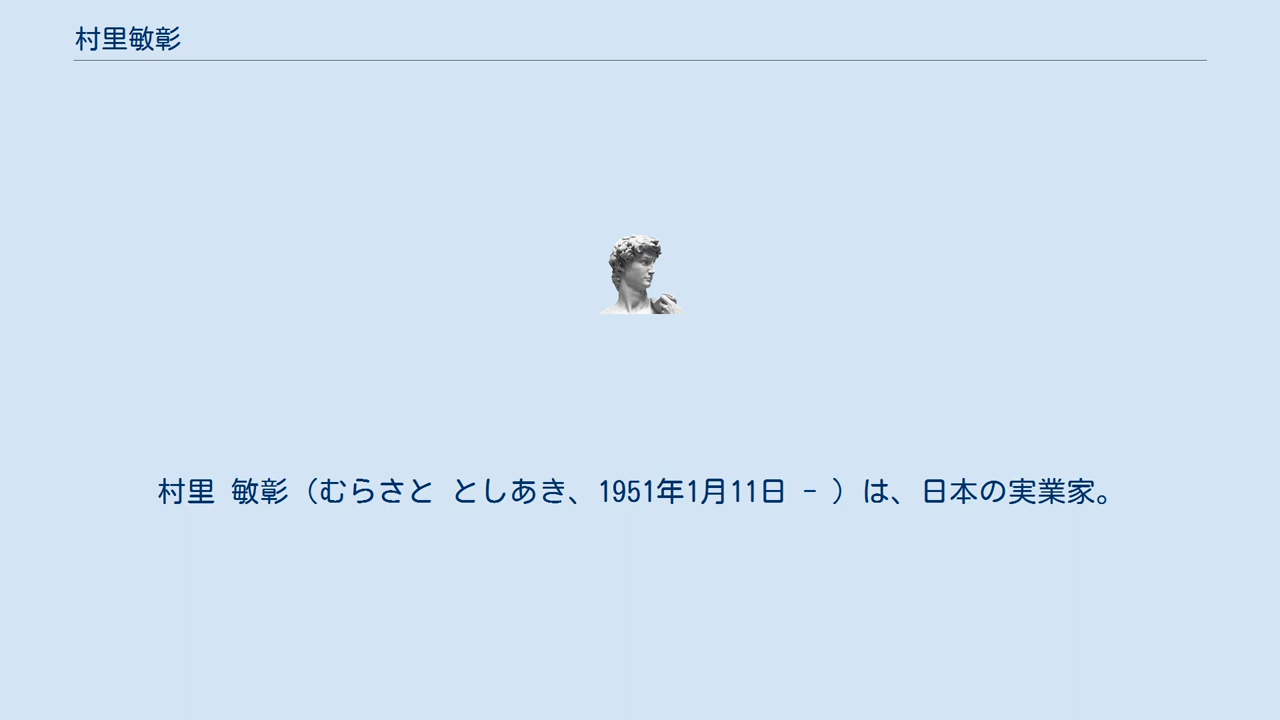 村里敏彰
村里 敏彰（むらさと としあき、1951年1月11日 - ）は、日本の実業家。